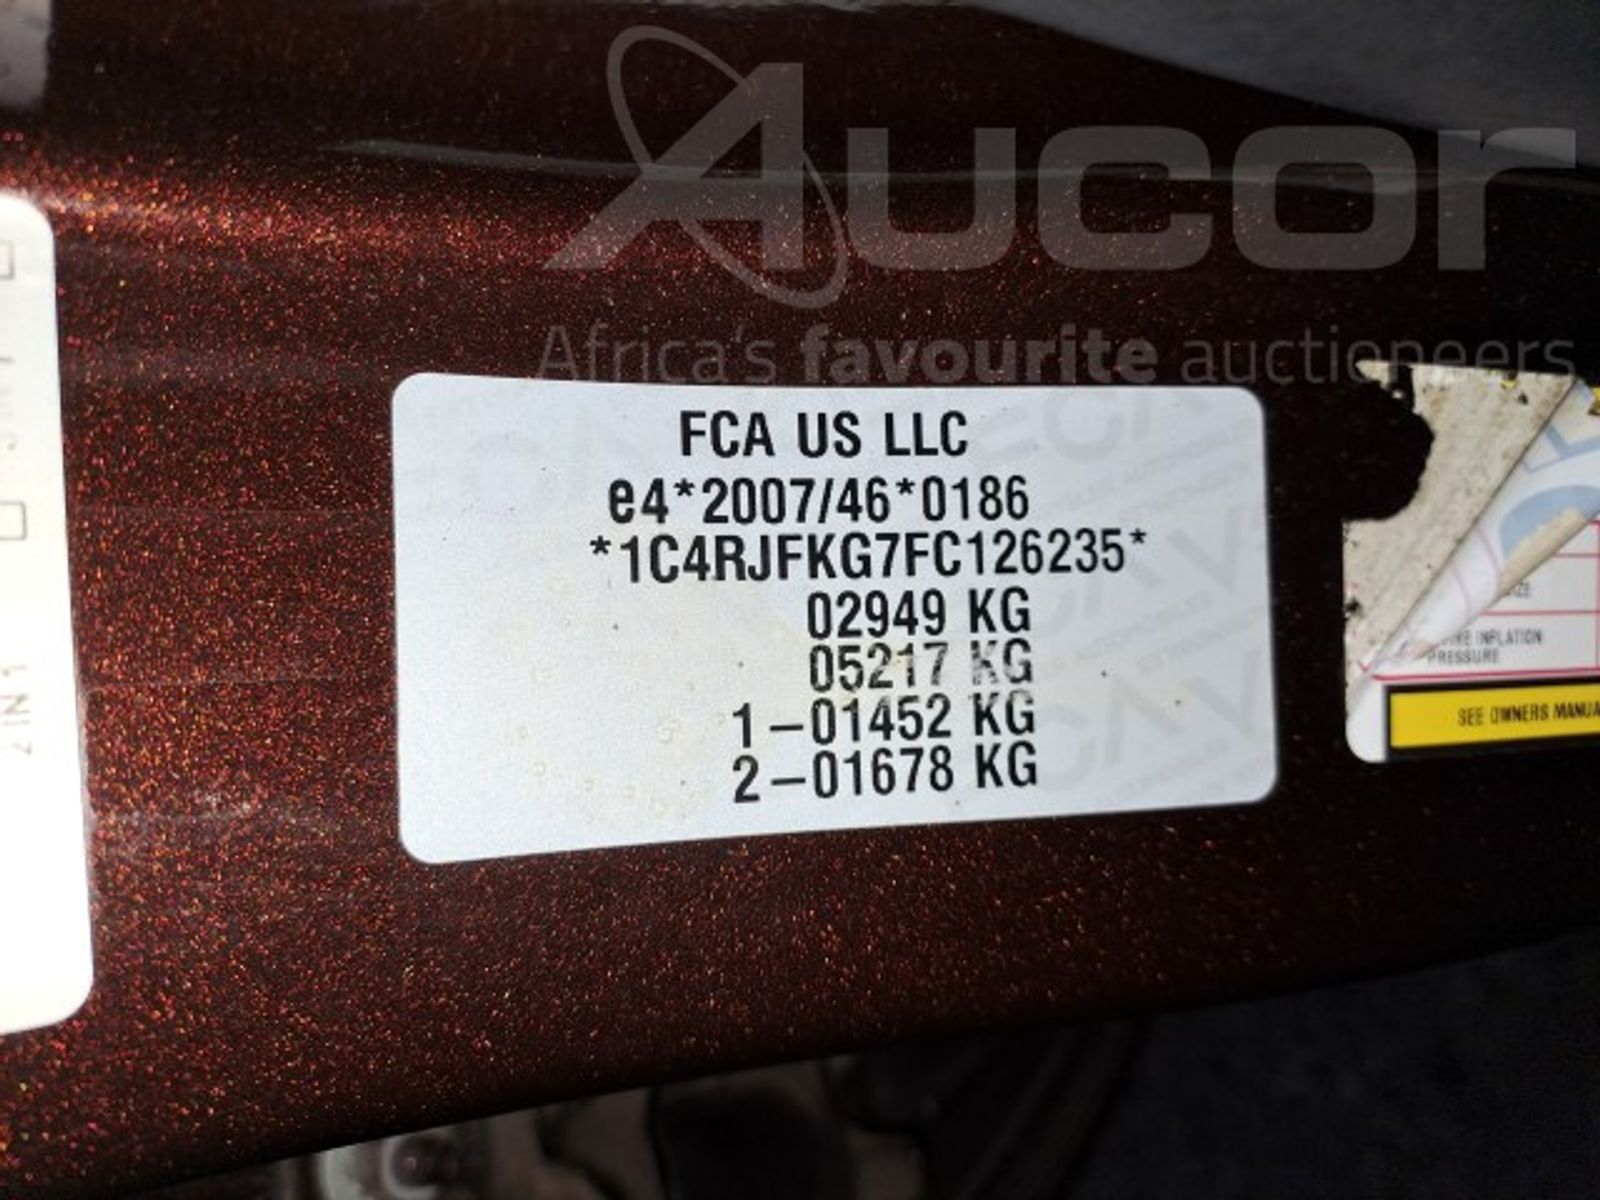 Aucor
Africa's favourite auctioneers
FCA US LLC
e4*2007/46*0186
*1C4RJFKG7FC126235*
02949 KG
05217 KG
1-01452 KG
2-01678 KG
INFLATION
PRESSURE
SEE OWNERS